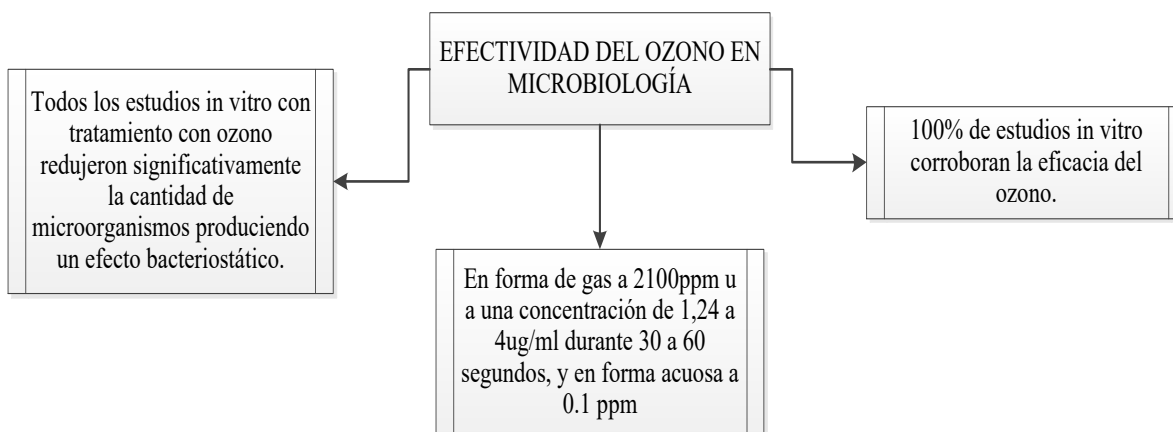 EFECTIVIDAD DEL OZONO EN
MICROBIOLOGÍA
Todos los estudios in vitro con
tratamiento con ozono
redujeron significativamente
la cantidad de
microorganismos produciendo
un efecto bacteriostático.
En forma de gas a 2100ppm u
a una concentración de 1,24 a
4ug/ml durante 30 a 60
segundos, y en forma acuosa a
0.1 ppm
100% de estudios in vitro
corroboran la eficacia del
ozono.